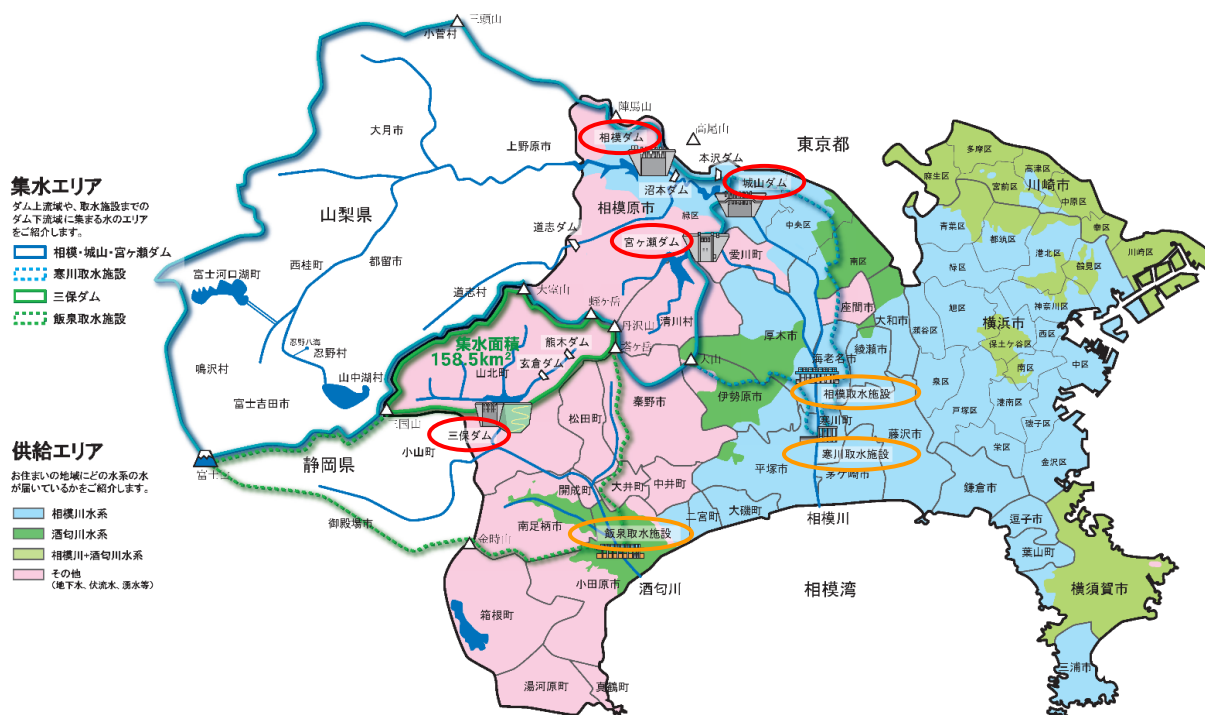 集水エリア
ダム上流域や、取水施設までの
ダム下流域に集まる水のエリア
をご紹介します。
相模・城山・宮ヶ瀬ダム
寒川取水施設
三保ダム
飯泉取水施設
供給エリア
お住まいの地域にどの水系の水
が届いているかをご紹介します。
相模川水系
酒匂川水系
相模川+酒匂川水系
その他
(地下水、伏流水、湧水等)
三頭山
小菅村
大月市
上野原市
陣馬山
相模ダム
高尾山
本沢ダム
東京都
城山ダム
沼本ダム
山梨県
相模原市
緑区
中央区
南区
道志ダム
宮ヶ瀬ダム
愛川町
西桂町
都留市
富士河口湖町
道志村
大室山
蛭ヶ岳
丹沢山
塔ヶ岳
清川村
厚木市
座間市
大和市
綾瀬市
海老名市
忍野八海
忍野村
鳴沢村
山中湖村
富士吉田市
集水面積
158.5km²
熊木ダム
玄倉ダム
山北町
大山
伊勢原市
秦野市
松田町
相模取水施設
寒川町
寒川取水施設
藤沢市
三国山
三保ダム
小山町
静岡県
富士山
御殿場市
金時山
開成町
大井町
中井町
南足柄市
平塚市
茅ヶ崎市
二宮町
大磯町
相模川
鎌倉市
飯泉取水施設
小田原市
酒匂川
相模湾
箱根町
湯河原町
真鶴町
逗子市
葉山町
横須賀市
三浦市
多摩区
麻生区
高津区
宮前区
川崎市
中原区
幸区
川崎区
青葉区
都筑区
港北区
鶴見区
緑区
神奈川区
旭区
瀬谷区
横浜市
西区
保土ヶ谷区
中区
南区
泉区
戸塚区
港南区
磯子区
栄区
金沢区